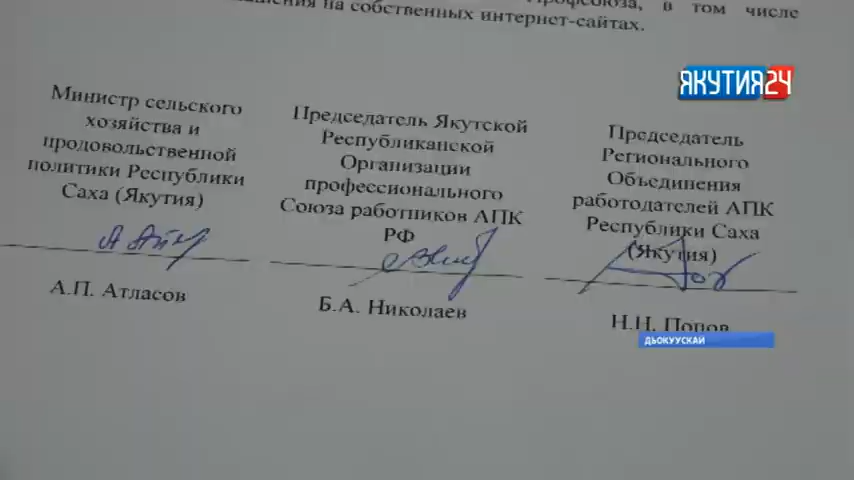 Профсоюза, в том числе
на собственных интернет-сайтах.
ЯКУТИЯ24
Министр сельского
хозяйства и
продовольственной
политики Республики
Саха (Якутия)
А.П. Атласов
Председатель Якутской
Республиканской
Организации
профессионального
Союза работников АПК
РФ
Б.А. Николаев
Председатель
Регионального
Объединения
работодателей АПК
Республики Саха
(Якутия)
Н.Н. Попов
ДЬОКУУСКАЙ